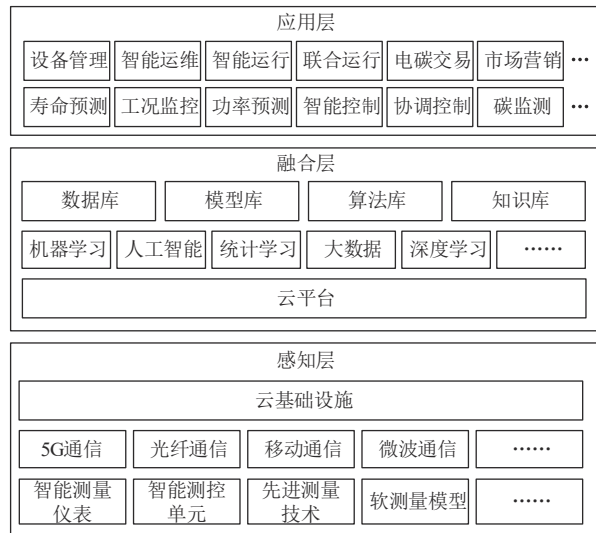 应用层
设备管理 智能运维 智能运行 联合运行 电碳交易 市场营销 …
寿命预测 工况监控 功率预测 智能控制 协调控制 碳监测 …
融合层
数据库 模型库 算法库 知识库
机器学习 人工智能 统计学习 大数据 深度学习 ……
云平台
感知层
云基础设施
5G通信 光纤通信 移动通信 微波通信 ……
智能测量仪表 智能测控单元 先进测量技术 软测量模型 ……